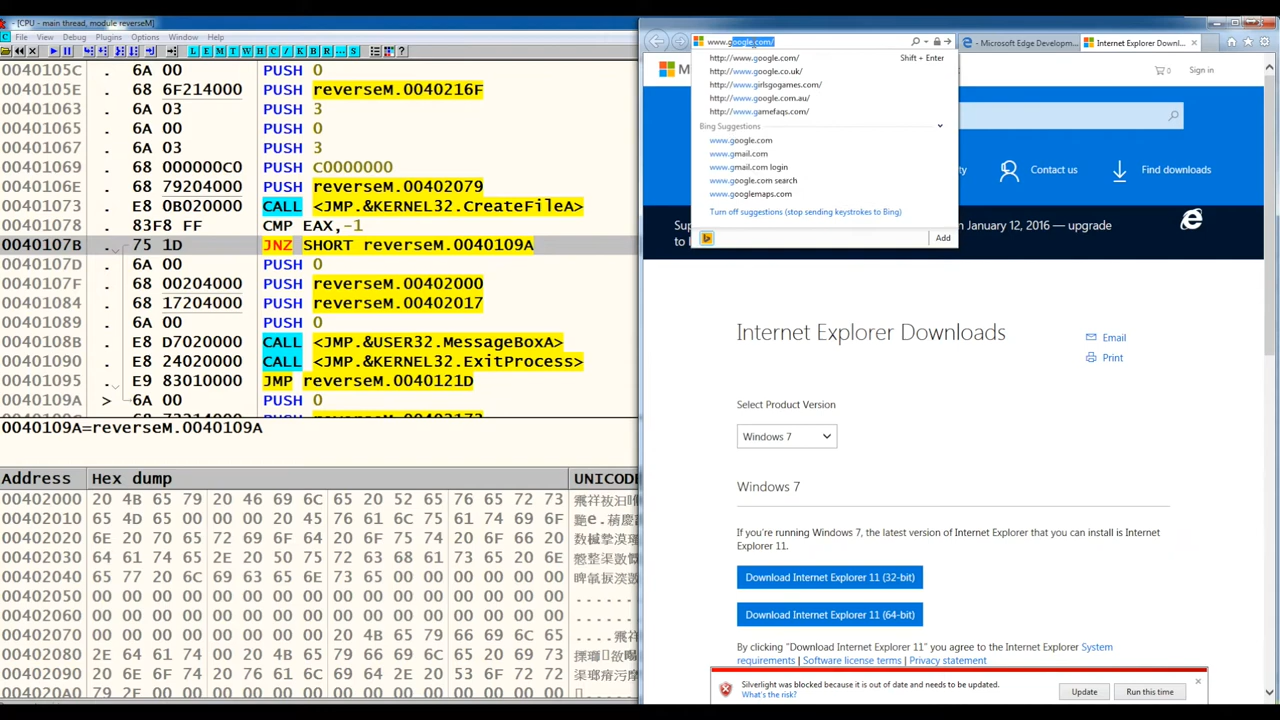 - [CPU - main thread, module reverseM]
File View Debug Plugins Options Window Help
L E M T W H C / K B R ... S
0040105C . 6A 00 PUSH 0
0040105E . 68 6F214000 PUSH reverseM.0040216F
00401063 . 6A 03 PUSH 3
00401065 . 6A 00 PUSH 0
00401067 . 6A 03 PUSH 3
00401069 . 68 000000C0 PUSH C0000000
0040106E . 68 79204000 PUSH reverseM.00402079
00401073 . E8 0B020000 CALL <JMP.&KERNEL32.CreateFileA>
00401078 . 83F8 FF CMP EAX,-1
0040107B . 75 1D JNZ SHORT reverseM.0040109A
0040107D . 6A 00 PUSH 0
0040107F . 68 00204000 PUSH reverseM.00402000
00401084 . 68 17204000 PUSH reverseM.00402017
00401089 . 6A 00 PUSH 0
0040108B . E8 D7020000 CALL <JMP.&USER32.MessageBoxA>
00401090 . E8 24020000 CALL <JMP.&KERNEL32.ExitProcess>
00401095 . E9 83010000 JMP reverseM.0040121D
0040109A > 6A 00 PUSH 0
0040109A=reverseM.0040109A
Address Hex dump UNICODE
00402000 20 4B 65 79 20 46 69 6C 65 20 52 65 76 65 72 73
00402010 65 4D 65 00 00 00 20 45 76 61 6C 75 61 74 69 6F
00402020 6E 20 70 65 72 69 6F 64 20 6F 75 74 20 6F 66 20
00402030 64 61 74 65 2E 20 50 75 72 63 68 61 73 65 20 6E
00402040 65 77 20 6C 69 63 65 6E 73 65 00 00 00 00 00 00
00402050 00 00 00 00 00 00 00 00 00 00 00 00 00 00 00 00 ........
00402060 00 00 00 00 00 00 00 00 00 00 00 00 00 00 00 00 ........
00402070 00 00 00 00 00 00 00 00 20 4B 65 79 66 69 6C 65
00402080 2E 64 61 74 00 20 4B 65 79 66 69 6C 65 20 69 73
00402090 20 6E 6F 74 20 76 61 6C 69 64 2E 20 53 6F 72 72
004020A0 79 2E 00 00 00 00 00 00 00 00 00 00 00 00 00 00
www.google.com/
- Microsoft Edge Developm...
Internet Explorer Downl...
http://www.google.com/ Shift + Enter
http://www.google.co.uk/
http://www.girlsgogames.com/
http://www.google.com.au/
http://www.gamefaqs.com/
Bing Suggestions
www.google.com
www.gmail.com
www.gmail.com login
www.google.com search
www.googlemaps.com
Turn off suggestions (stop sending keystrokes to Bing)
Add
0 Sign in
Contact us
Find downloads
January 12, 2016 — upgrade
Internet Explorer Downloads
Email
Print
Select Product Version
Windows 7
Windows 7
If you're running Windows 7, the latest version of Internet Explorer that you can install is Internet
Explorer 11.
Download Internet Explorer 11 (32-bit)
Download Internet Explorer 11 (64-bit)
By clicking "Download Internet Explorer 11" you agree to the Internet Explorer System
requirements | Software license terms | Privacy statement
Silverlight was blocked because it is out of date and needs to be updated.
What's the risk?
Update
Run this time